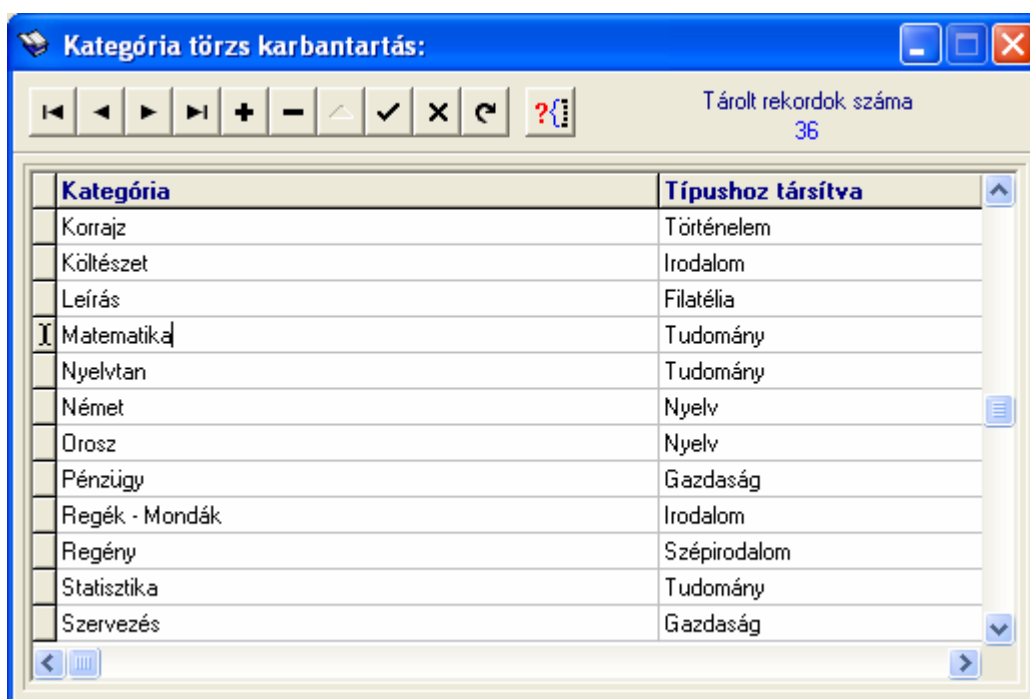 Kategória törzs karbantartás:
Tárolt rekordok száma
36
?{
Kategória Típushoz társítva
Korrajz Történelem
Költészet Irodalom
Leírás Filatélia
Matematika Tudomány
Nyelvtan Tudomány
Német Nyelv
Orosz Nyelv
Pénzügy Gazdaság
Regék - Mondák Irodalom
Regény Szépirodalom
Statisztika Tudomány
Szervezés Gazdaság